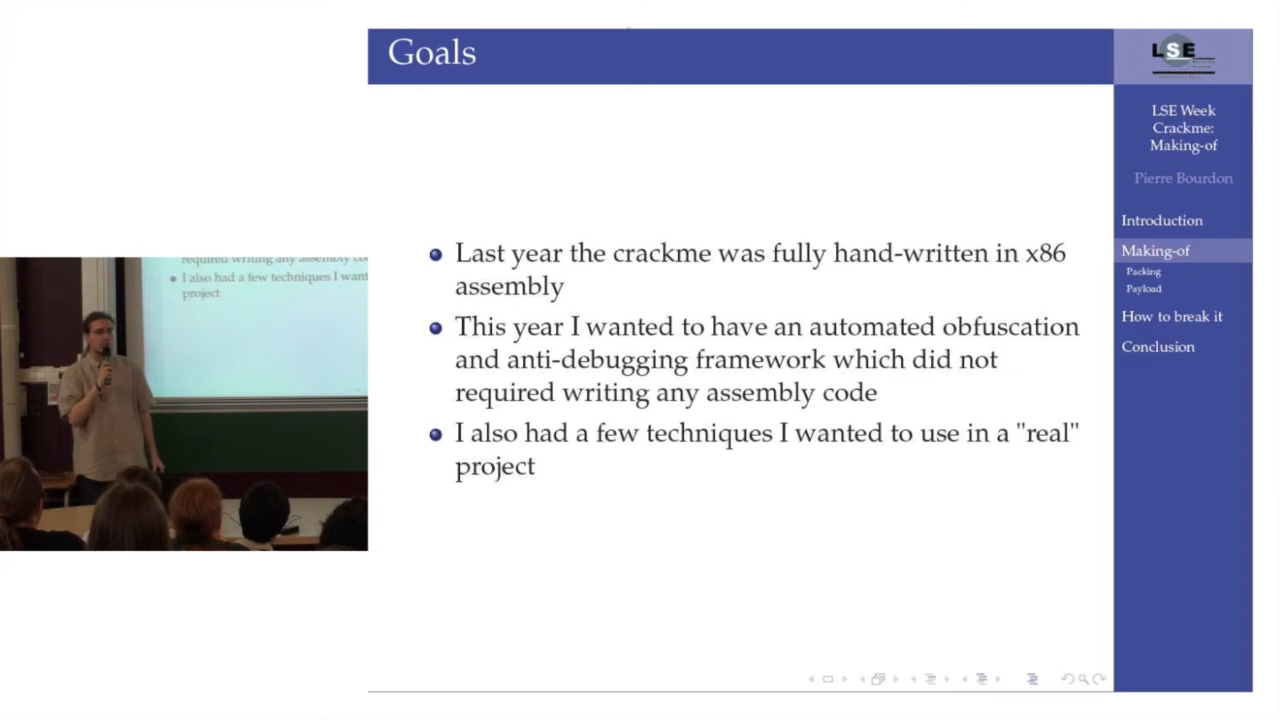 Goals
Last year the crackme was fully hand-written in x86
assembly
This year I wanted to have an automated obfuscation
and anti-debugging framework which did not
required writing any assembly code
I also had a few techniques I wanted to use in a "real"
project
LSE
LSE Week
Crackme:
Making-of
Pierre Bourdon
Introduction
Making-of
Packing
Payload
How to break it
Conclusion
required writing any assembly
I also had a few techniques I want
project